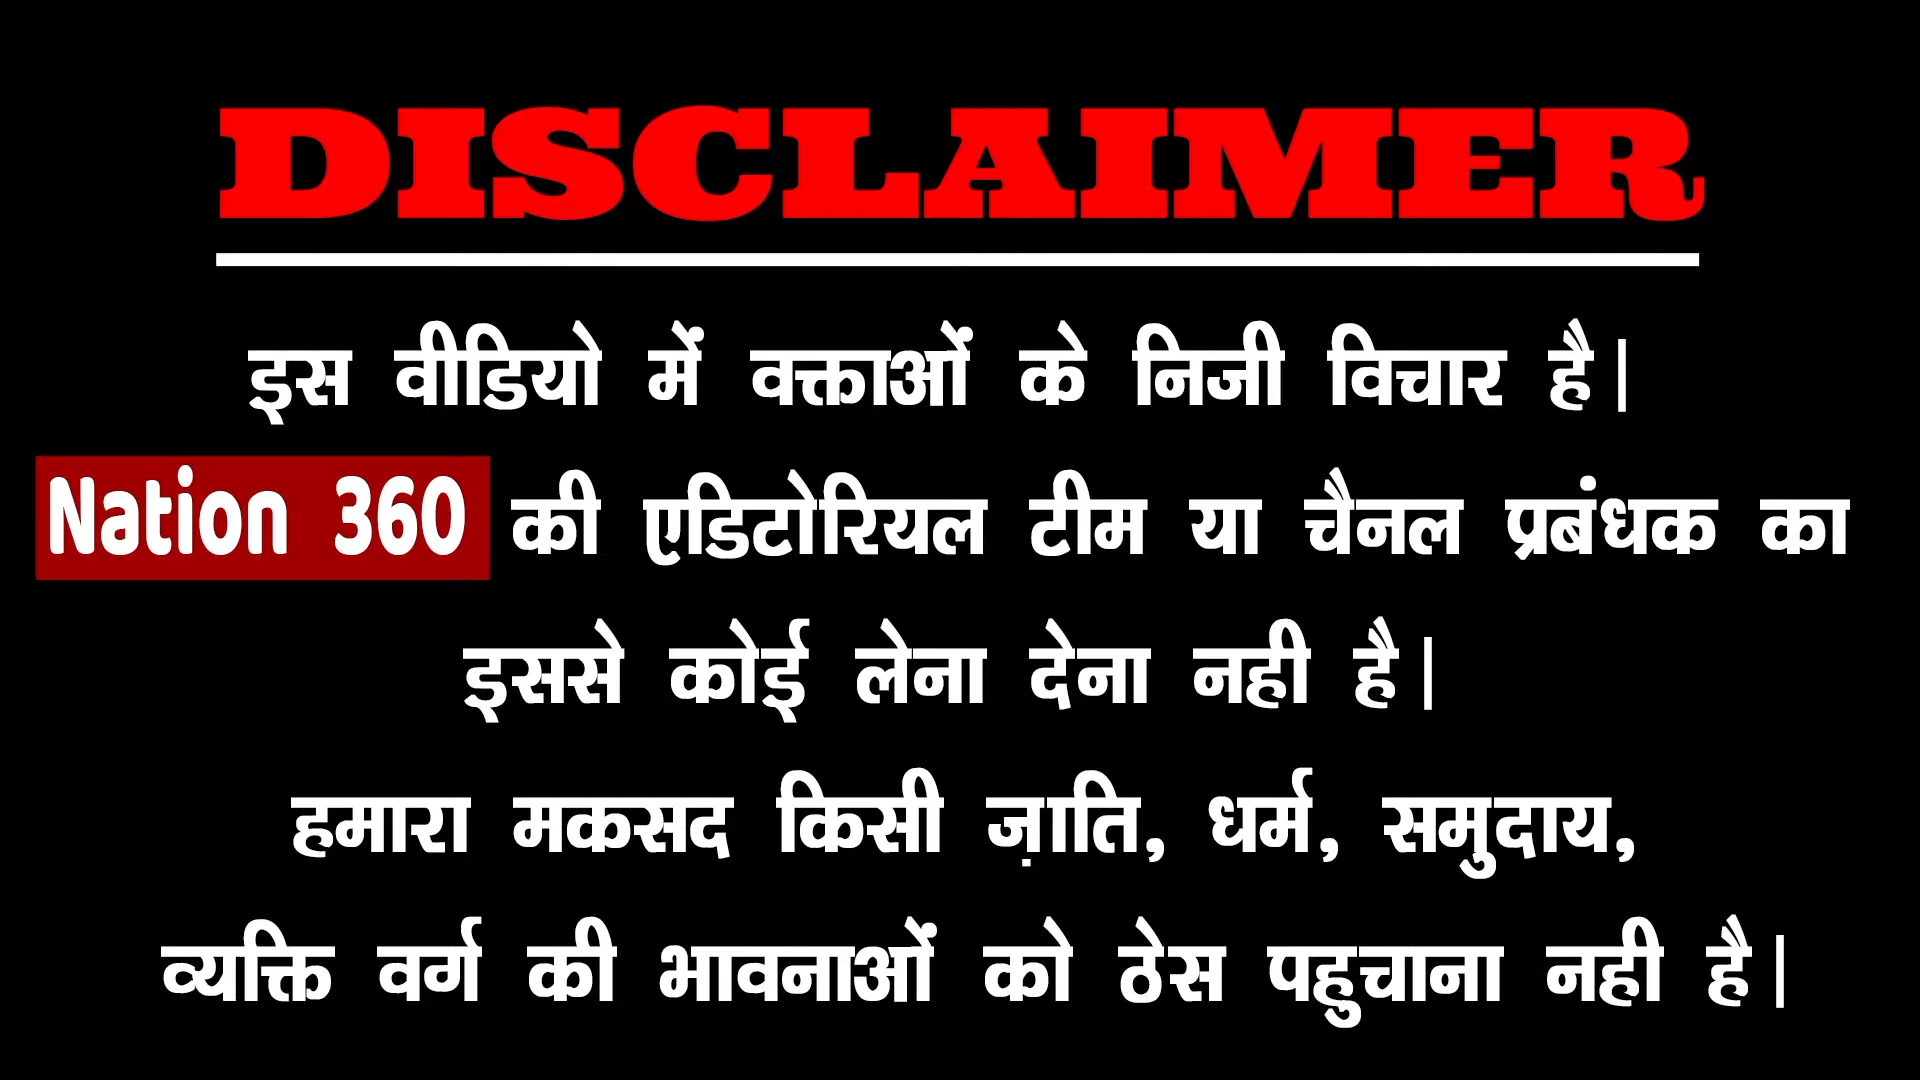 DISCLAIMER
इस वीडियो में वक्ताओं के निजी विचार है|
Nation 360 की एडिटोरियल टीम या चैनल प्रबंधक का
इससे कोई लेना देना नही है|
हमारा मकसद किसी ज़ाति, धर्म, समुदाय,
व्यक्ति वर्ग की भावनाओं को ठेस पहुचाना नही है|